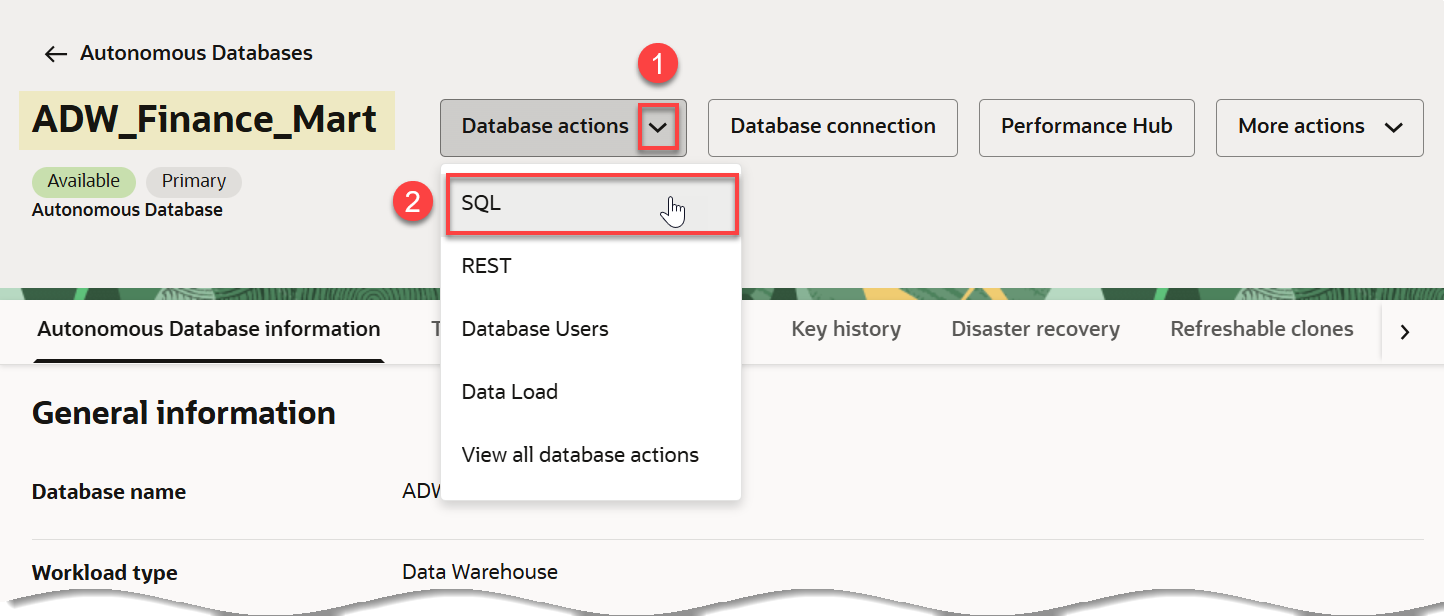 Autonomous Databases
1
ADW_Finance_Mart
Database actions
Database connection
Performance Hub
More actions
Available
Primary
Autonomous Database
2
SQL
REST
Database Users
Data Load
View all database actions
Autonomous Database information
T
Key history
Disaster recovery
Refreshable clones
General information
Database name
ADW
Workload type
Data Warehouse